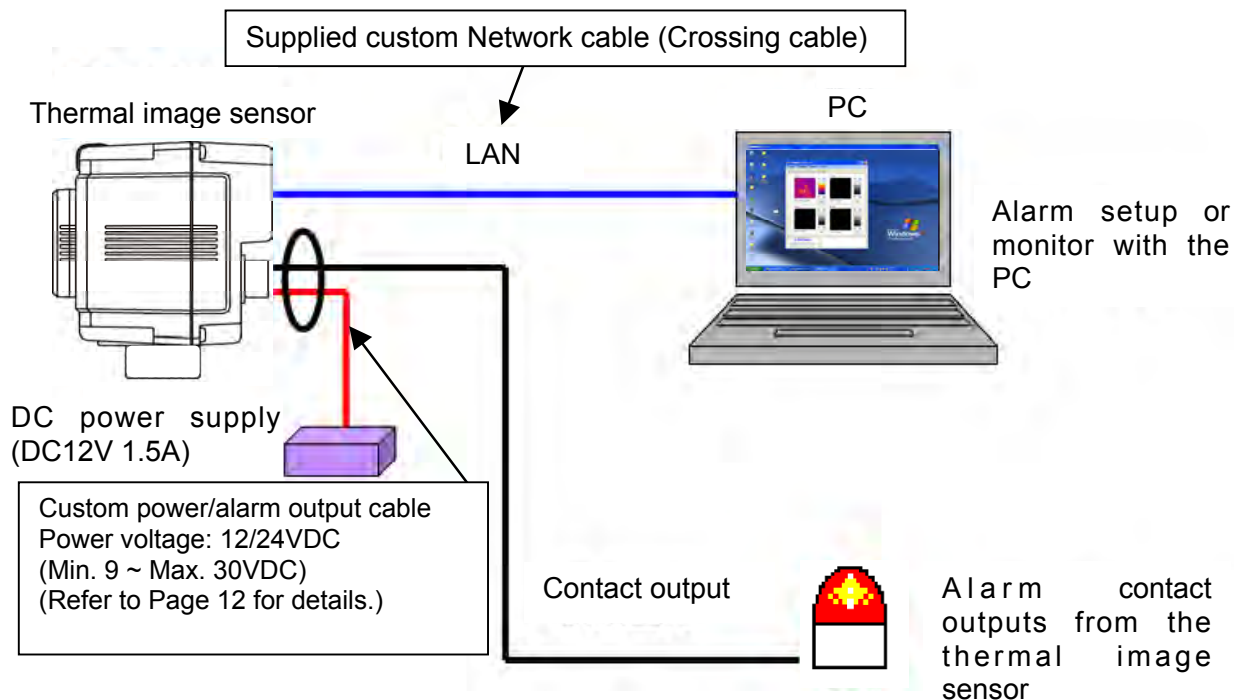 Supplied custom Network cable (Crossing cable)
Thermal image sensor
PC
LAN
Alarm setup or
monitor with the
PC
Windows
DC power supply
(DC12V 1.5A)
Custom power/alarm output cable
Power voltage: 12/24VDC
(Min. 9 ~ Max. 30VDC)
(Refer to Page 12 for details.)
Contact output
Alarm contact
outputs from the
thermal image
sensor